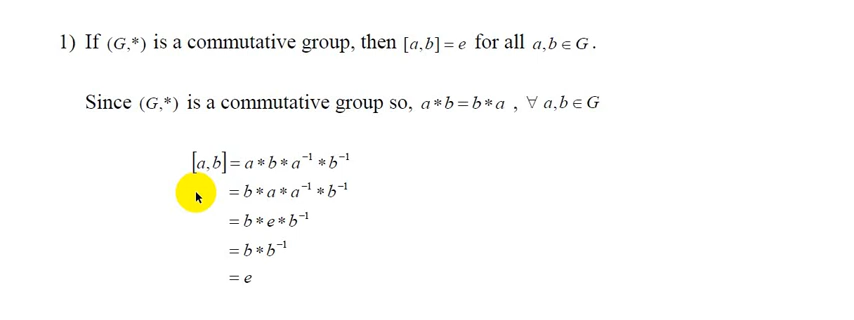 1) If (G,*) is a commutative group, then [a,b] = e for all a,b ∈ G.
Since (G,*) is a commutative group so, a*b=b*a , ∀ a,b ∈ G
[a,b] = a*b*a⁻¹*b⁻¹
= b*a*a⁻¹*b⁻¹
= b*e*b⁻¹
= b*b⁻¹
= e